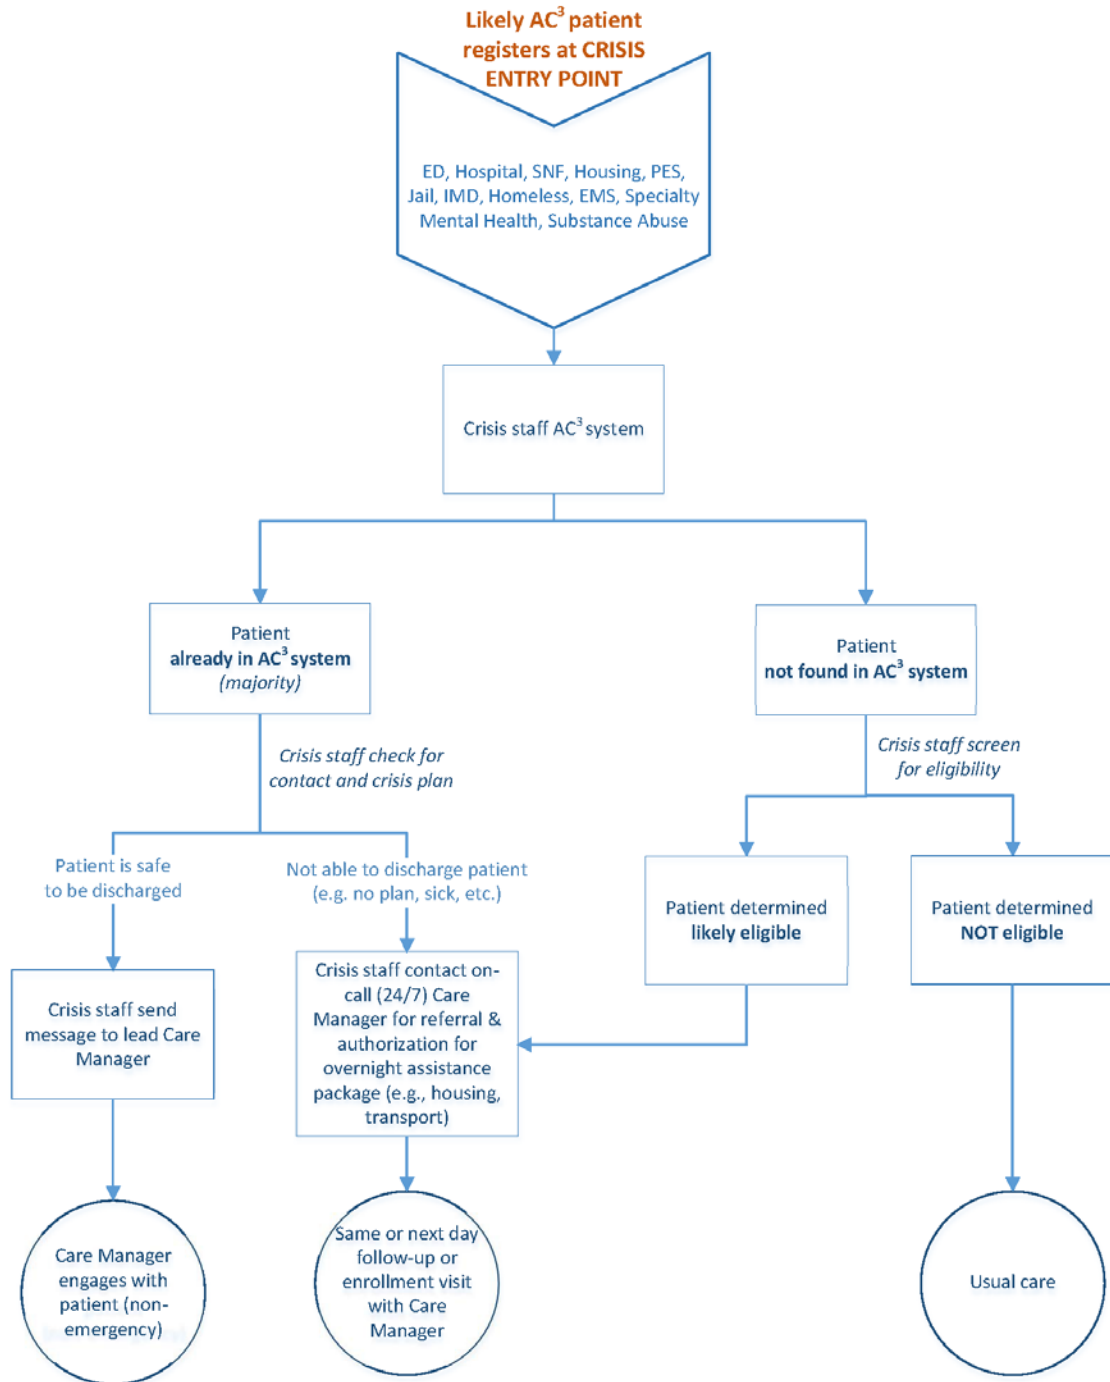 Likely AC³ patient
registers at CRISIS
ENTRY POINT
ED, Hospital, SNF, Housing, PES,
Jail, IMD, Homeless, EMS, Specialty
Mental Health, Substance Abuse
Crisis staff AC³ system
Patient
already in AC³ system
(majority)
Patient
not found in AC³ system
Crisis staff check for
contact and crisis plan
Crisis staff screen
for eligibility
Patient is safe
to be discharged
Not able to discharge patient
(e.g. no plan, sick, etc.)
Patient determined
likely eligible
Patient determined
NOT eligible
Crisis staff send
message to lead Care
Manager
Crisis staff contact on-
call (24/7) Care
Manager for referral &
authorization for
overnight assistance
package (e.g., housing,
transport)
Care Manager
engages with
patient (non-
emergency)
Same or next day
follow-up or
enrollment visit
with Care
Manager
Usual care